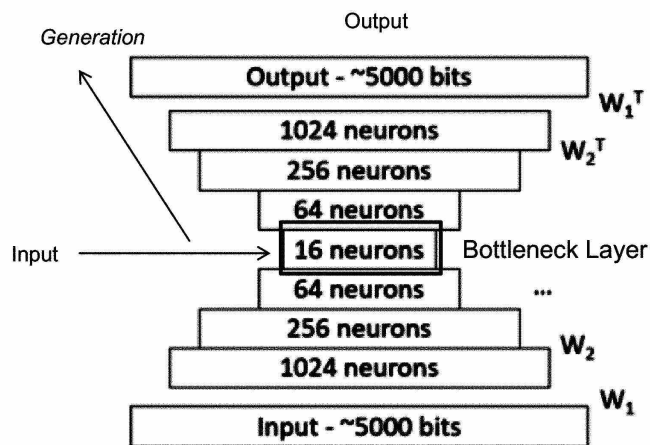 Output
Generation
Output - ~5000 bits
W₁ᵀ
1024 neurons
W₂ᵀ
256 neurons
64 neurons
Input
16 neurons
Bottleneck Layer
64 neurons
...
256 neurons
W₂
1024 neurons
W₁
Input - ~5000 bits